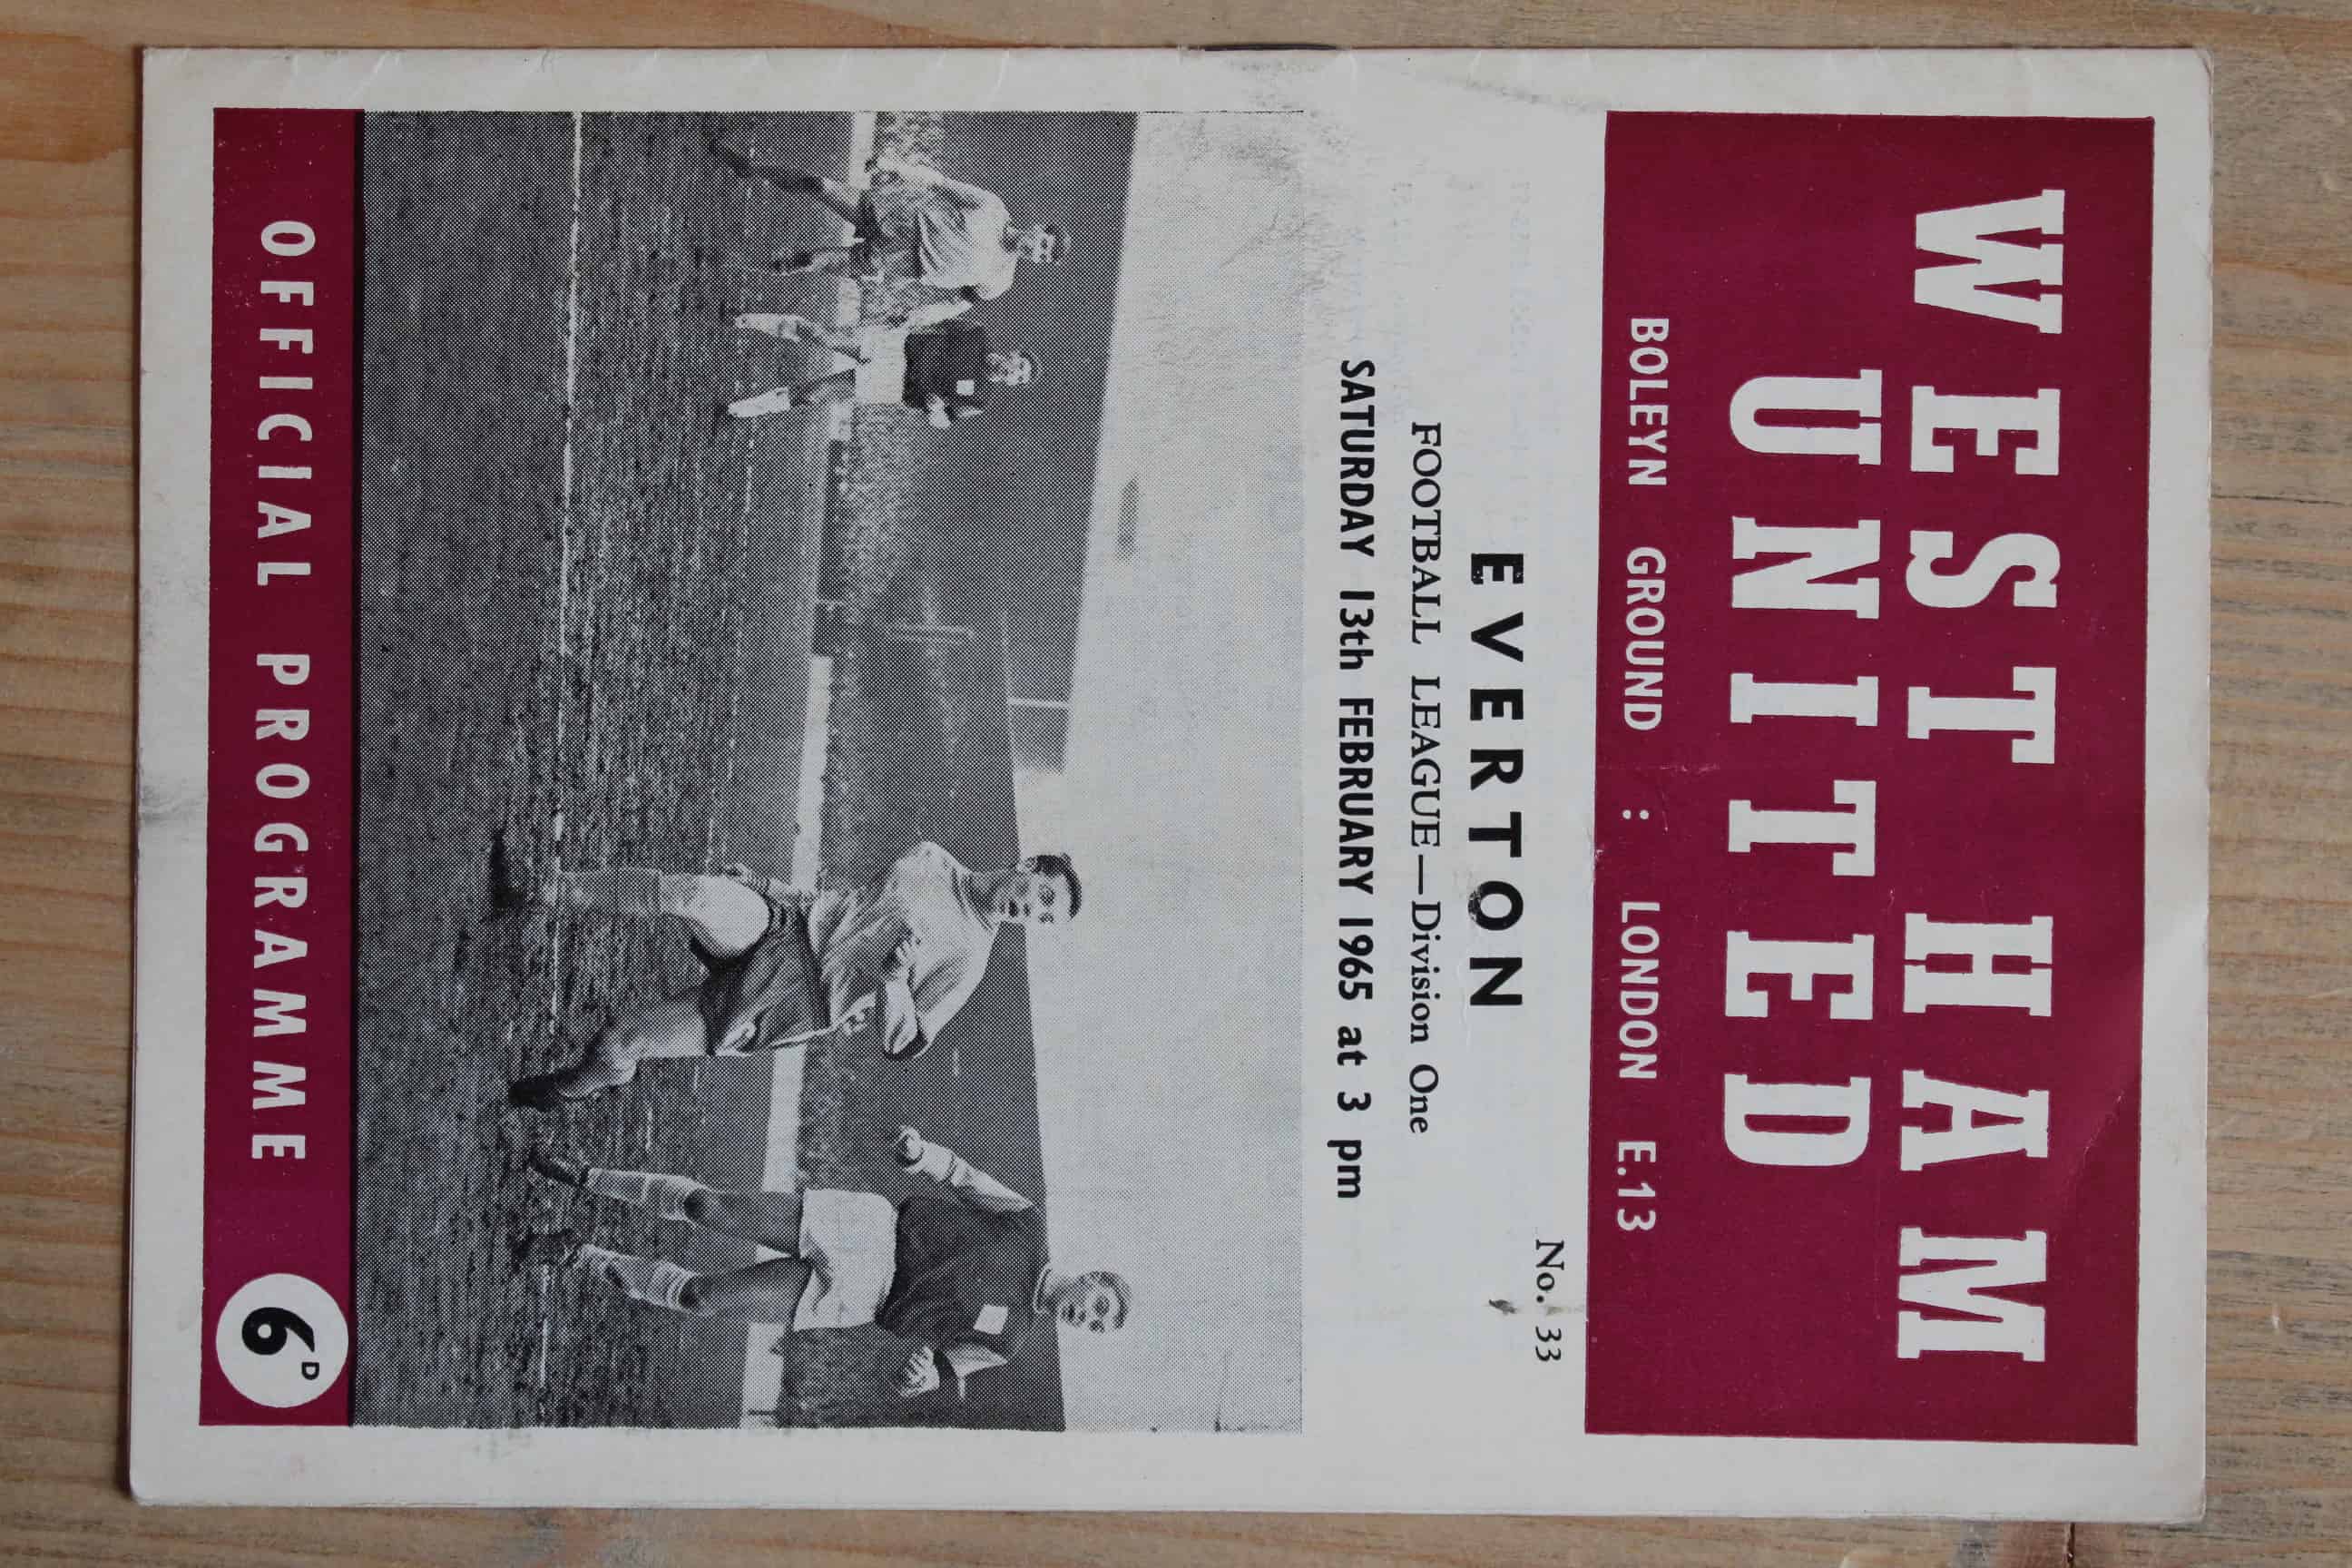 WEST HAM
UNITED
BOLEYN GROUND : LONDON E.13
No. 33
EVERTON
FOOTBALL LEAGUE—Division One
SATURDAY 13th FEBRUARY 1965 at 3 pm
OFFICIAL PROGRAMME 6D